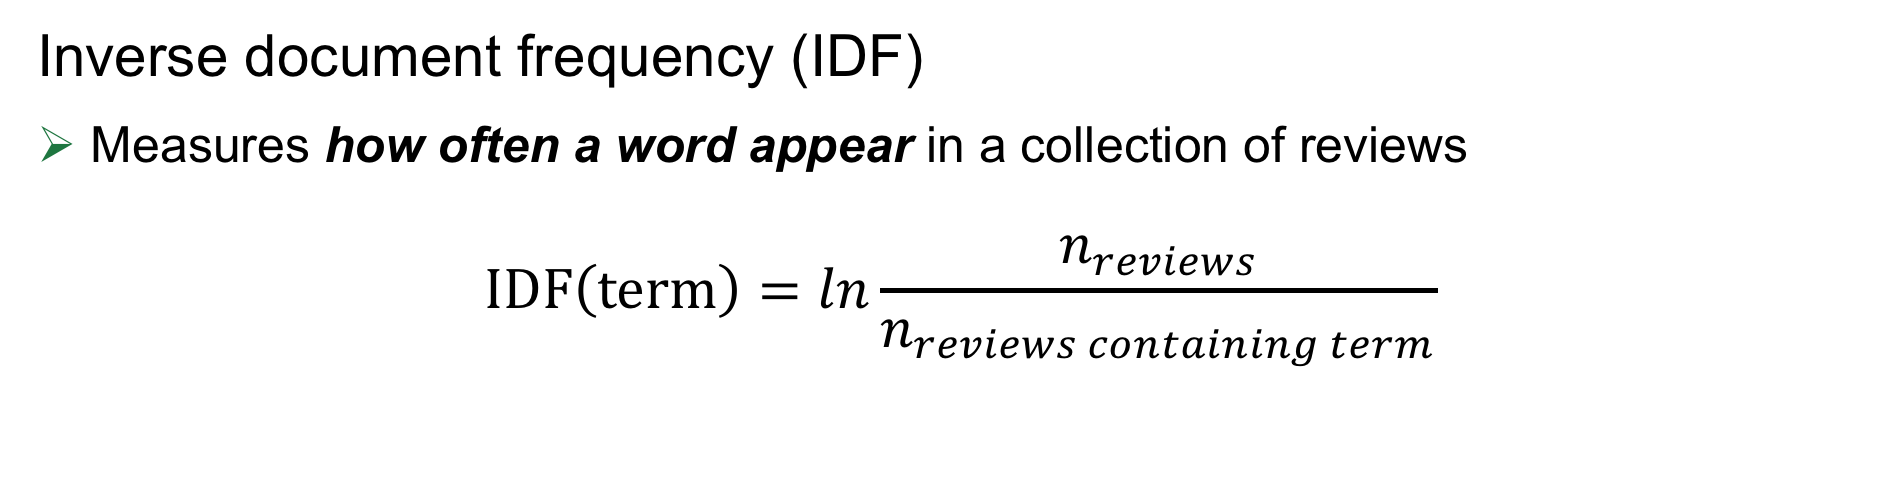 Inverse document frequency (IDF)
➢ Measures how often a word appear in a collection of reviews
IDF(term) = ln n_reviews / n_reviews containing term